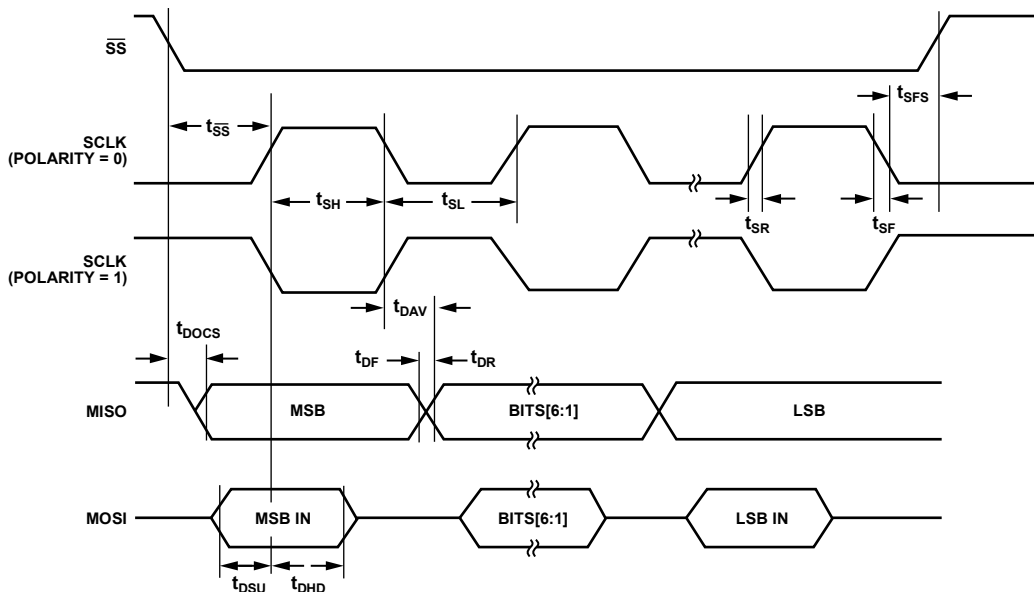 SS
tSFS
tSS
SCLK
(POLARITY = 0)
tSH
tSL
tSR
tSF
SCLK
(POLARITY = 1)
tDAV
tDOCS
tDF
tDR
MISO
MSB
BITS[6:1]
LSB
MOSI
MSB IN
BITS[6:1]
LSB IN
tDSU
tDHD